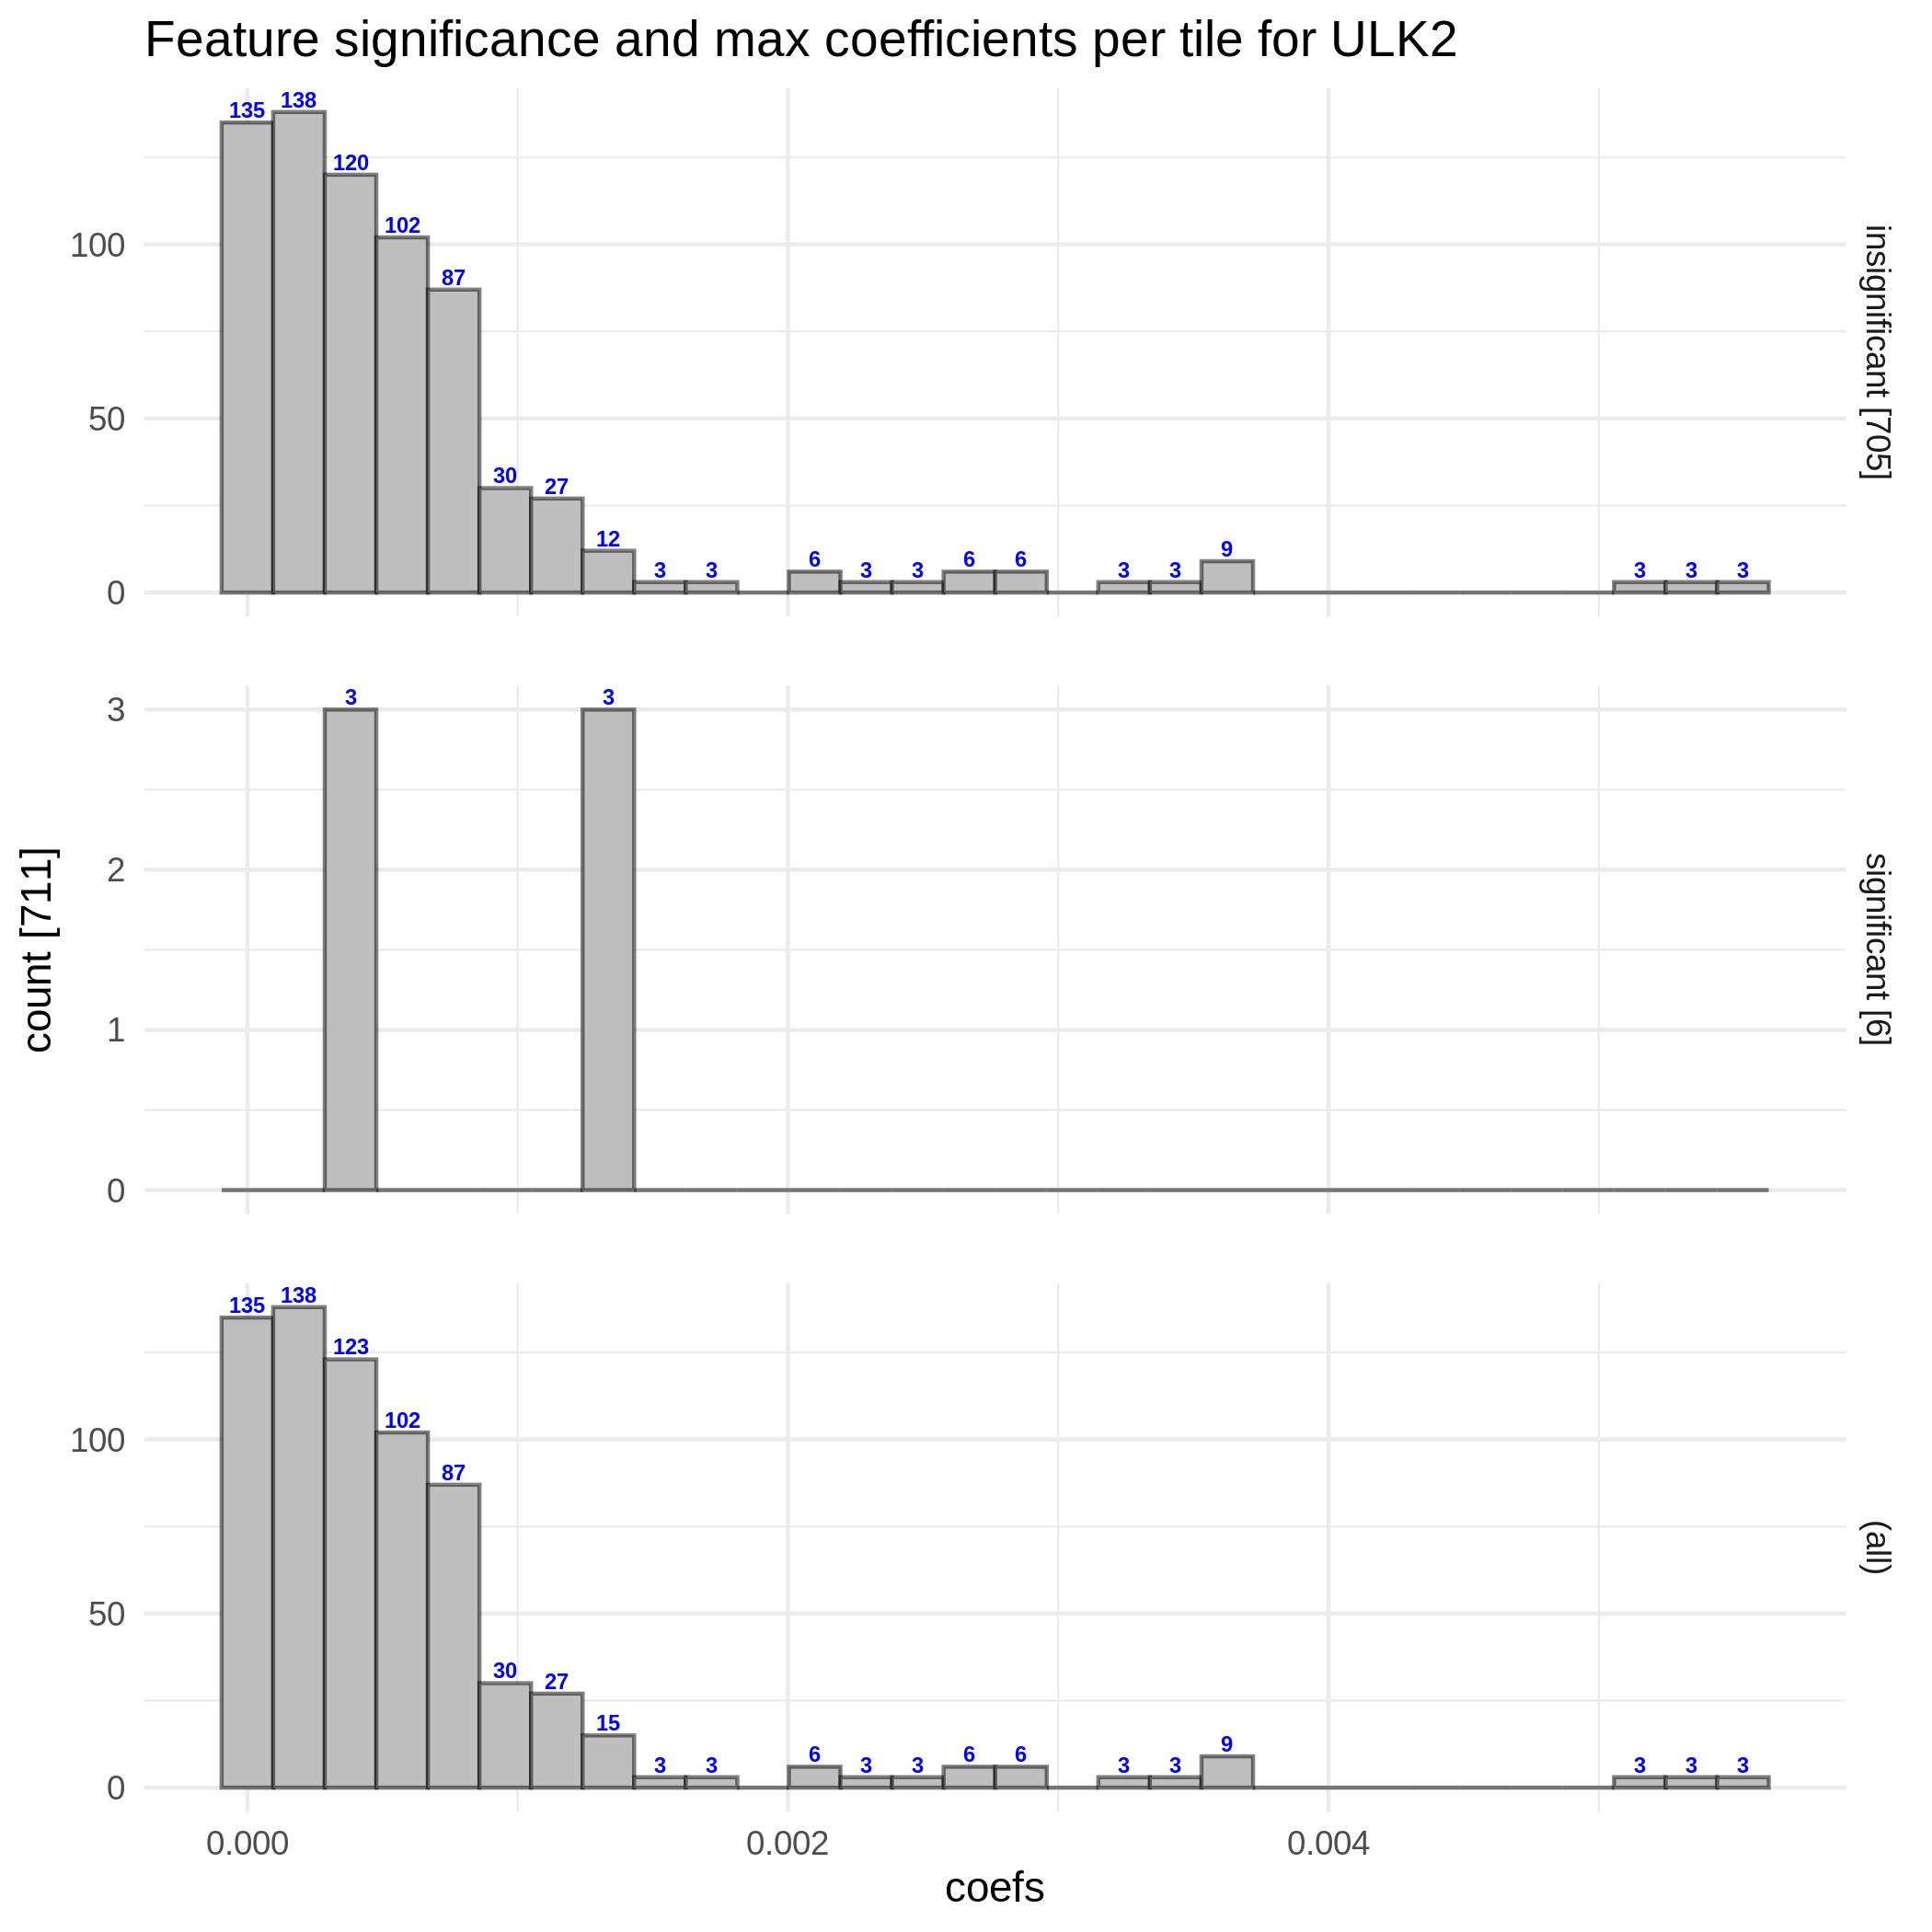 Feature significance and max coefficients per tile for ULK2
135 138 120 102 87 30 27 12 3 3 6 3 3 6 6 3 3 9 3 3 3
100
50
0
insignificant [705]
3 3
3
2
1
0
count [711]
significant [6]
135 138 123 102 87 30 27 15 3 3 6 3 3 6 6 3 3 9 3 3 3
100
50
0
(all)
0.000 0.002 0.004
coefs